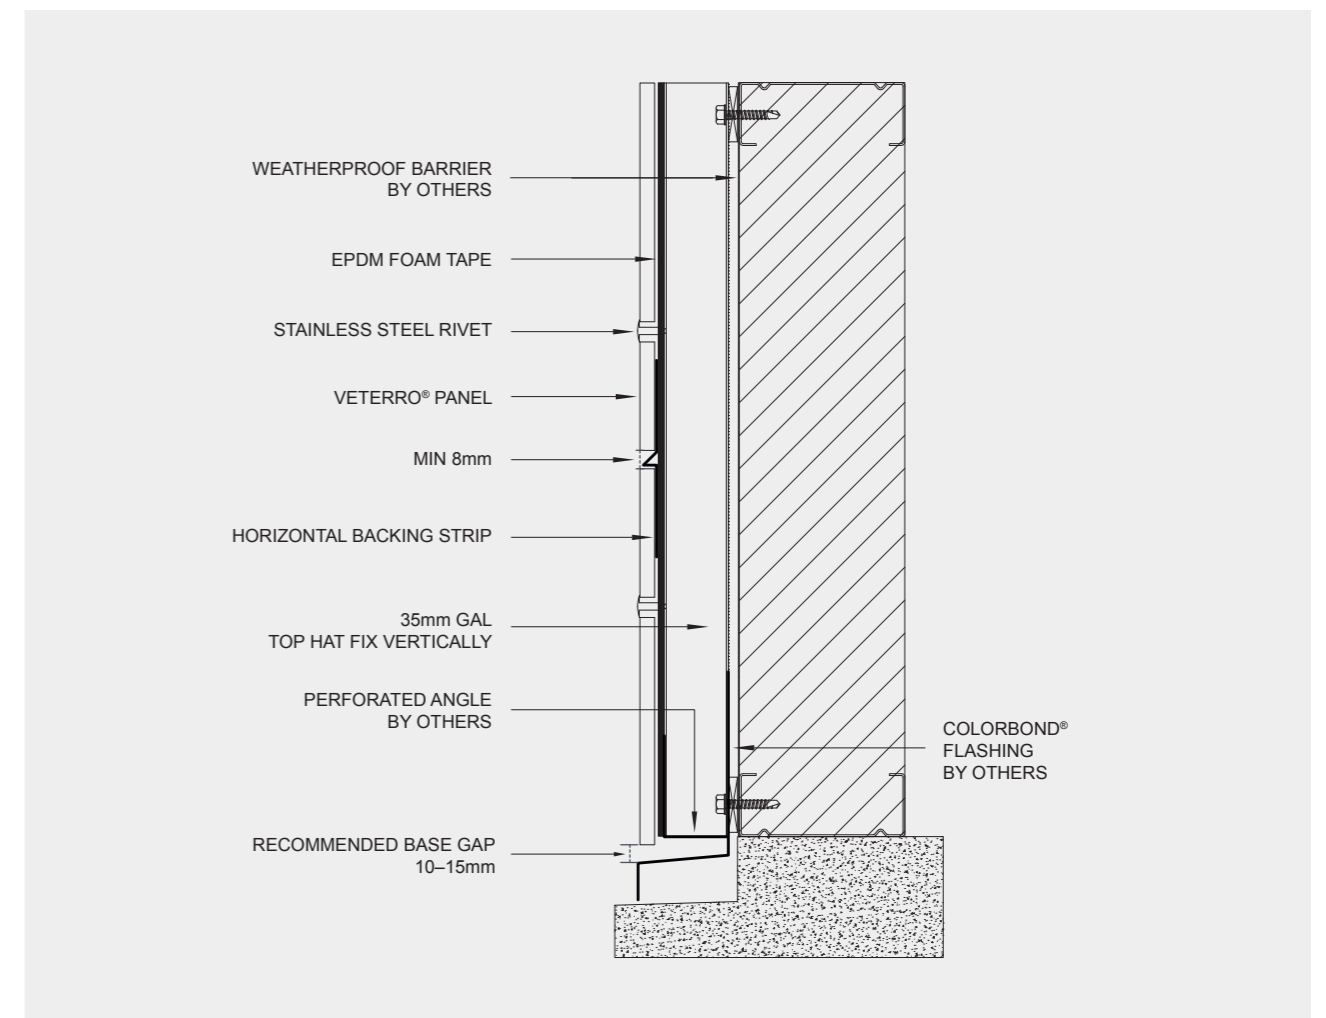 WEATHERPROOF BARRIER
BY OTHERS
EPDM FOAM TAPE
STAINLESS STEEL RIVET
VETERRO® PANEL
MIN 8mm
HORIZONTAL BACKING STRIP
35mm GAL
TOP HAT FIX VERTICALLY
PERFORATED ANGLE
BY OTHERS
COLORBOND®
FLASHING
BY OTHERS
RECOMMENDED BASE GAP
10–15mm